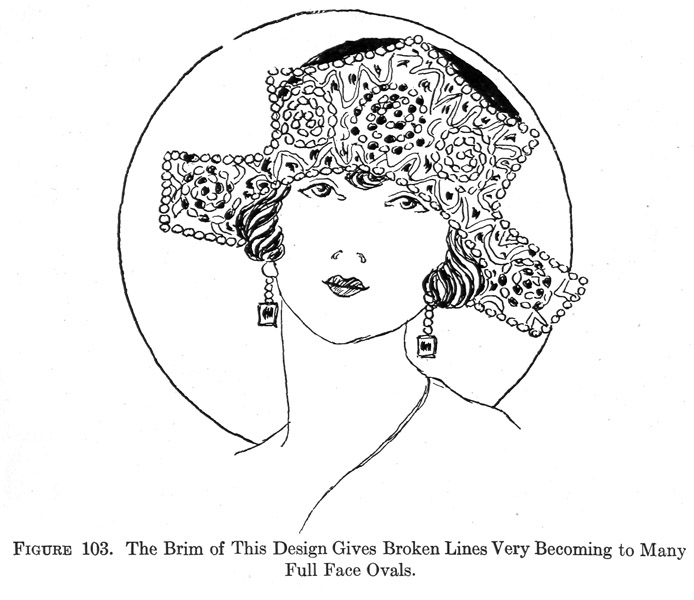 FIGURE 103. The Brim of This Design Gives Broken Lines Very Becoming to Many
Full Face Ovals.